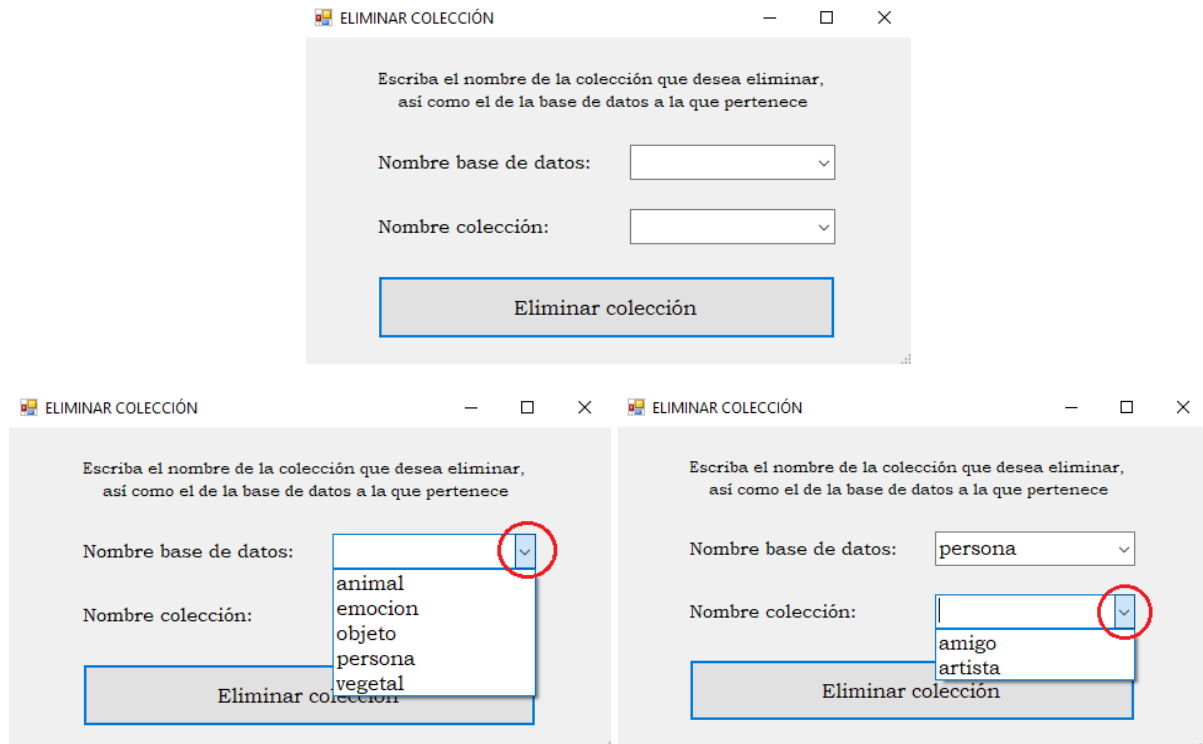 ELIMINAR COLECCIÓN
Escriba el nombre de la colección que desea eliminar,
así como el de la base de datos a la que pertenece
Nombre base de datos:
Nombre colección:
Eliminar colección
ELIMINAR COLECCIÓN
Escriba el nombre de la colección que desea eliminar,
así como el de la base de datos a la que pertenece
Nombre base de datos:
animal
emocion
Nombre colección:
objeto
persona
vegetal
Eliminar colección
ELIMINAR COLECCIÓN
Escriba el nombre de la colección que desea eliminar,
así como el de la base de datos a la que pertenece
Nombre base de datos: persona
Nombre colección:
amigo
artista
Eliminar colección